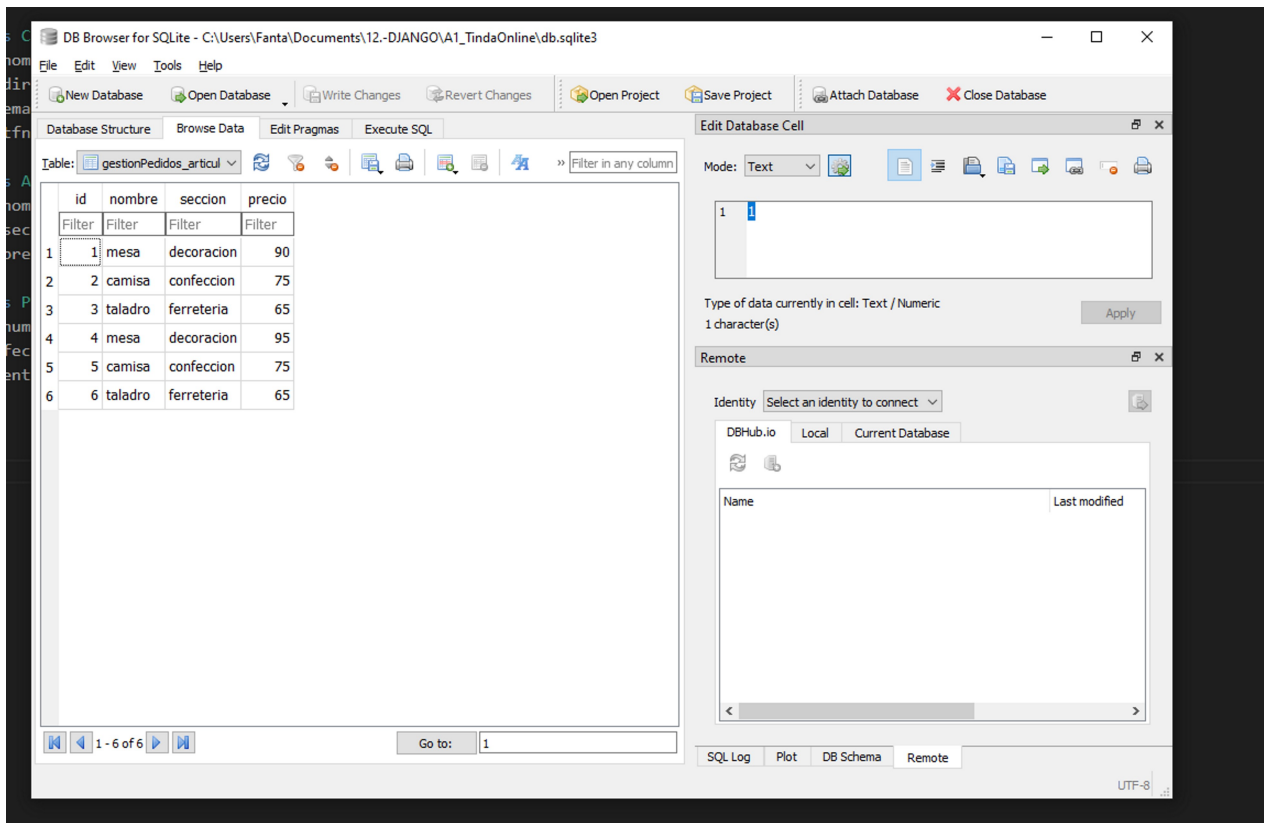 DB Browser for SQLite - C:\Users\Fanta\Documents\12.-DJANGO\A1_TindaOnline\db.sqlite3
File Edit View Tools Help
New Database Open Database Write Changes Revert Changes Open Project Save Project Attach Database Close Database
Database Structure Browse Data Edit Pragmas Execute SQL
Table: gestionPedidos_articul » Filter in any column
id nombre seccion precio
Filter Filter Filter Filter
1 1 mesa decoracion 90
2 2 camisa confeccion 75
3 3 taladro ferreteria 65
4 4 mesa decoracion 95
5 5 camisa confeccion 75
6 6 taladro ferreteria 65
1 - 6 of 6 Go to: 1
Edit Database Cell
Mode: Text
1 1
Type of data currently in cell: Text / Numeric
1 character(s)
Apply
Remote
Identity Select an identity to connect
DBHub.io Local Current Database
Name Last modified
SQL Log Plot DB Schema Remote
UTF-8